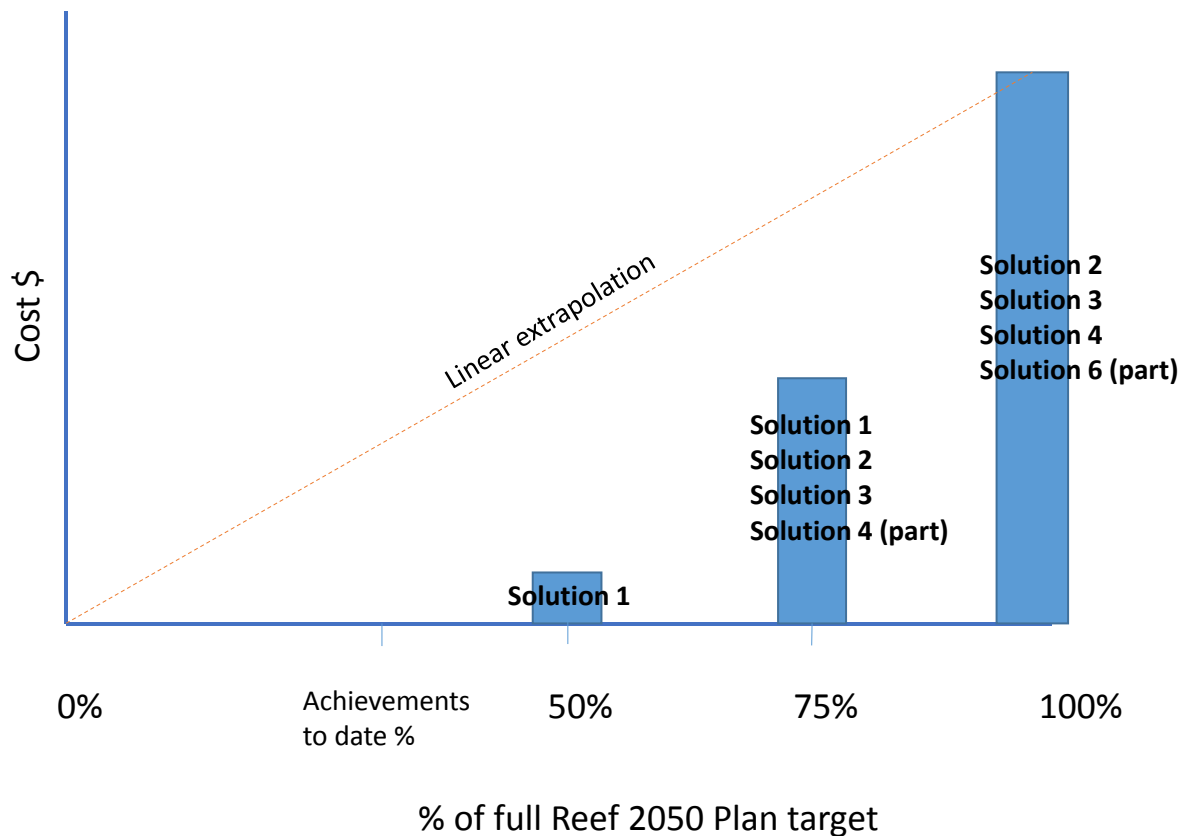 Cost $
Linear extrapolation
Solution 2
Solution 3
Solution 4
Solution 6 (part)
Solution 1
Solution 2
Solution 3
Solution 4 (part)
Solution 1
0%
Achievements
to date %
50%
75%
100%
% of full Reef 2050 Plan target